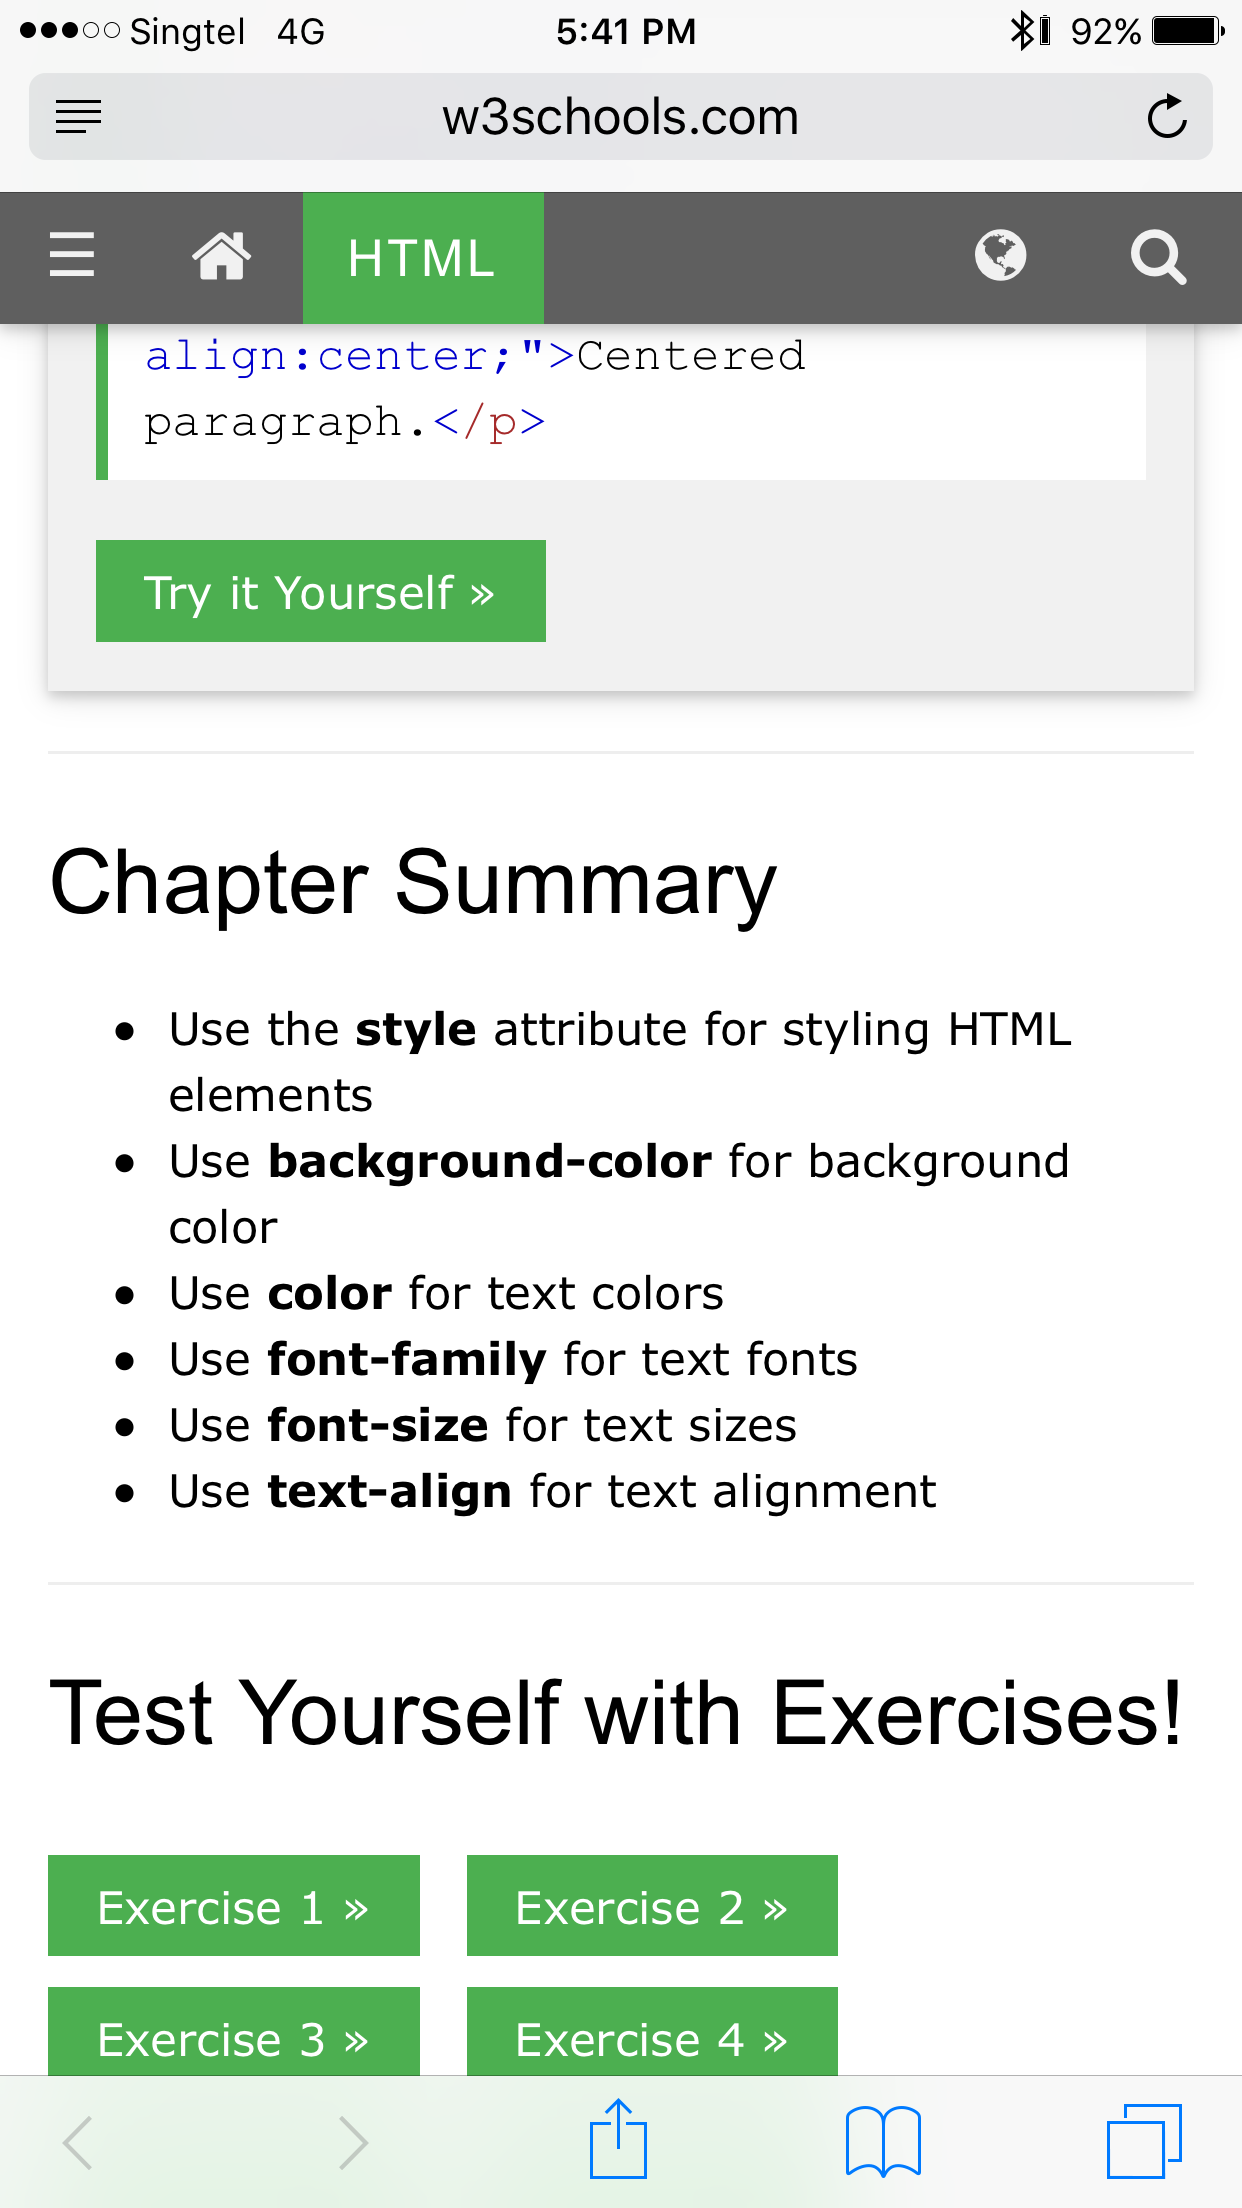 Singtel 4G 5:41 PM 92%
w3schools.com
HTML
align:center;">Centered
paragraph.</p>
Try it Yourself »
Chapter Summary
• Use the style attribute for styling HTML
elements
• Use background-color for background
color
• Use color for text colors
• Use font-family for text fonts
• Use font-size for text sizes
• Use text-align for text alignment
Test Yourself with Exercises!
Exercise 1 » Exercise 2 »
Exercise 3 » Exercise 4 »